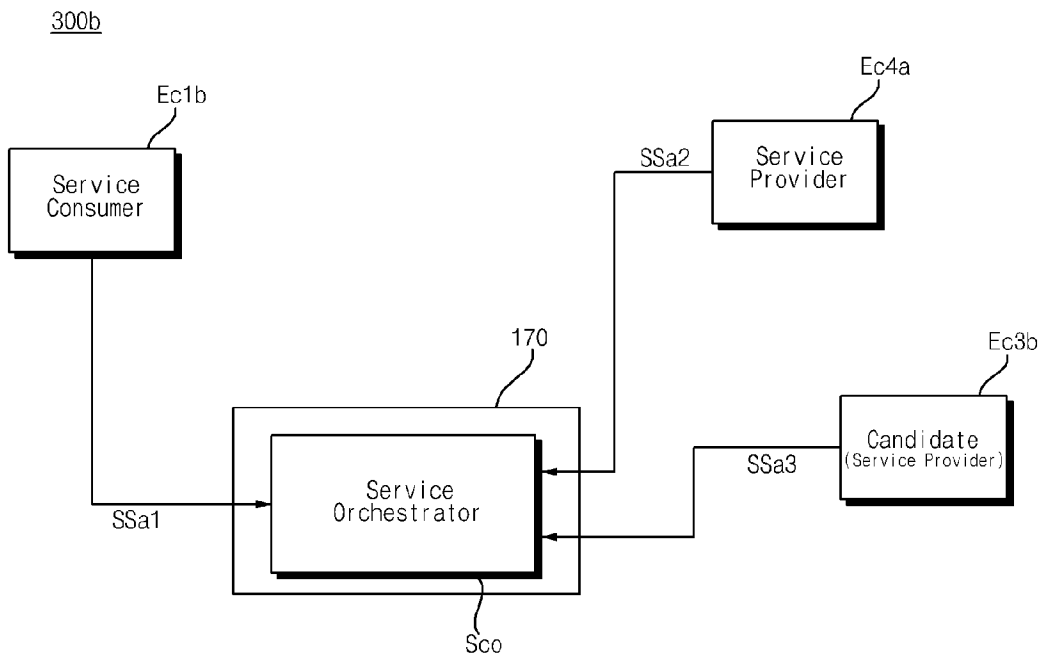 300b
Ec1b
Ec4a
Service
Consumer
SSa2
Service
Provider
170
Ec3b
Candidate
(Service Provider)
SSa3
Service
Orchestrator
SSa1
Sco